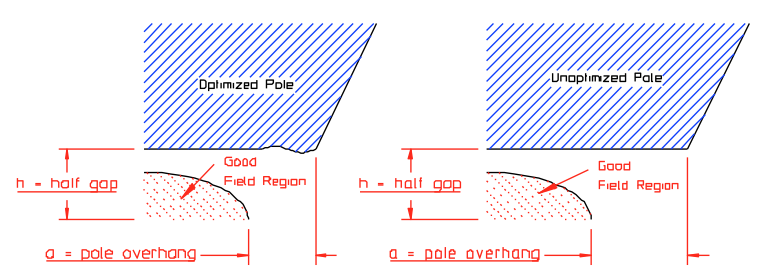 Optimized Pole
Good
Field Region
h = half gap
a = pole overhang
Unoptimized Pole
Good
Field Region
h = half gap
a = pole overhang